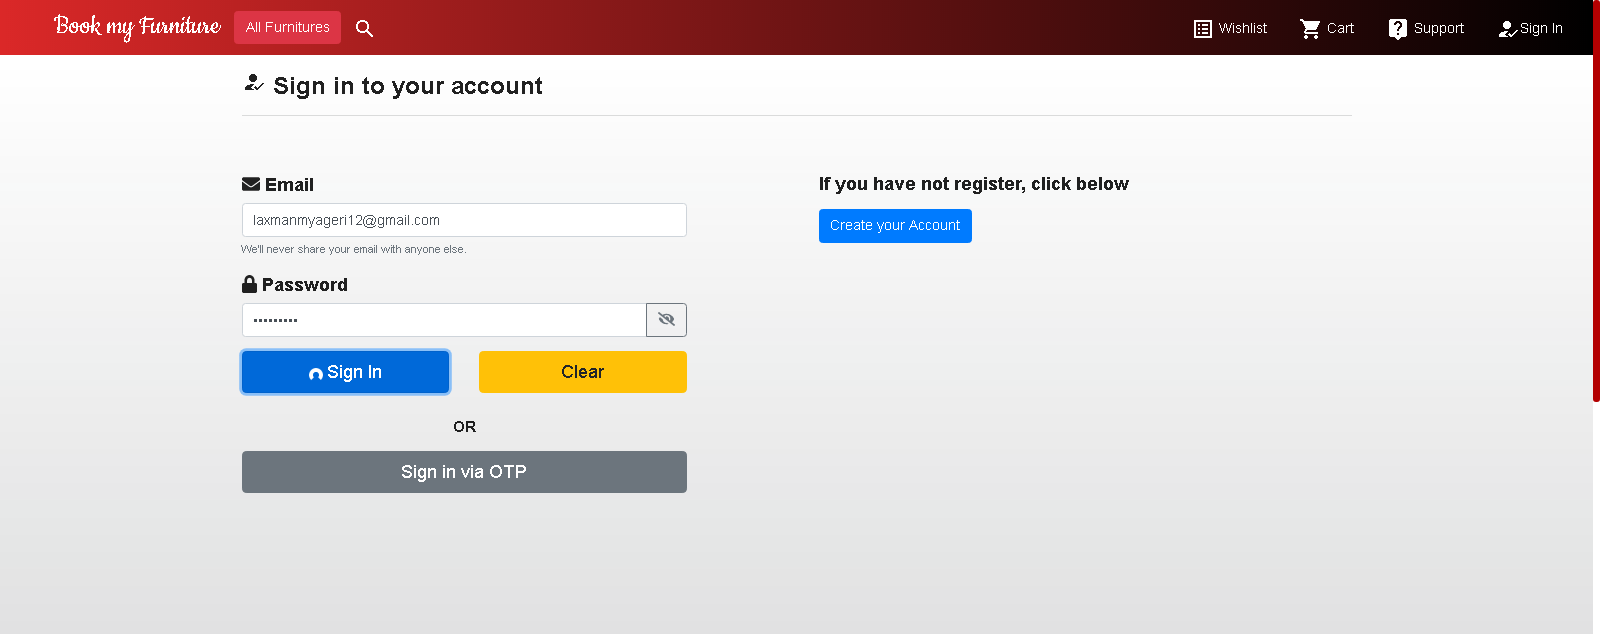 Book my Furniture
All Furnitures
Wishlist
Cart
Support
Sign In
Sign in to your account
Email
laxmanmyageri12@gmail.com
We'll never share your email with anyone else.
Password
•••••••••
Sign In
Clear
OR
Sign in via OTP
If you have not register, click below
Create your Account